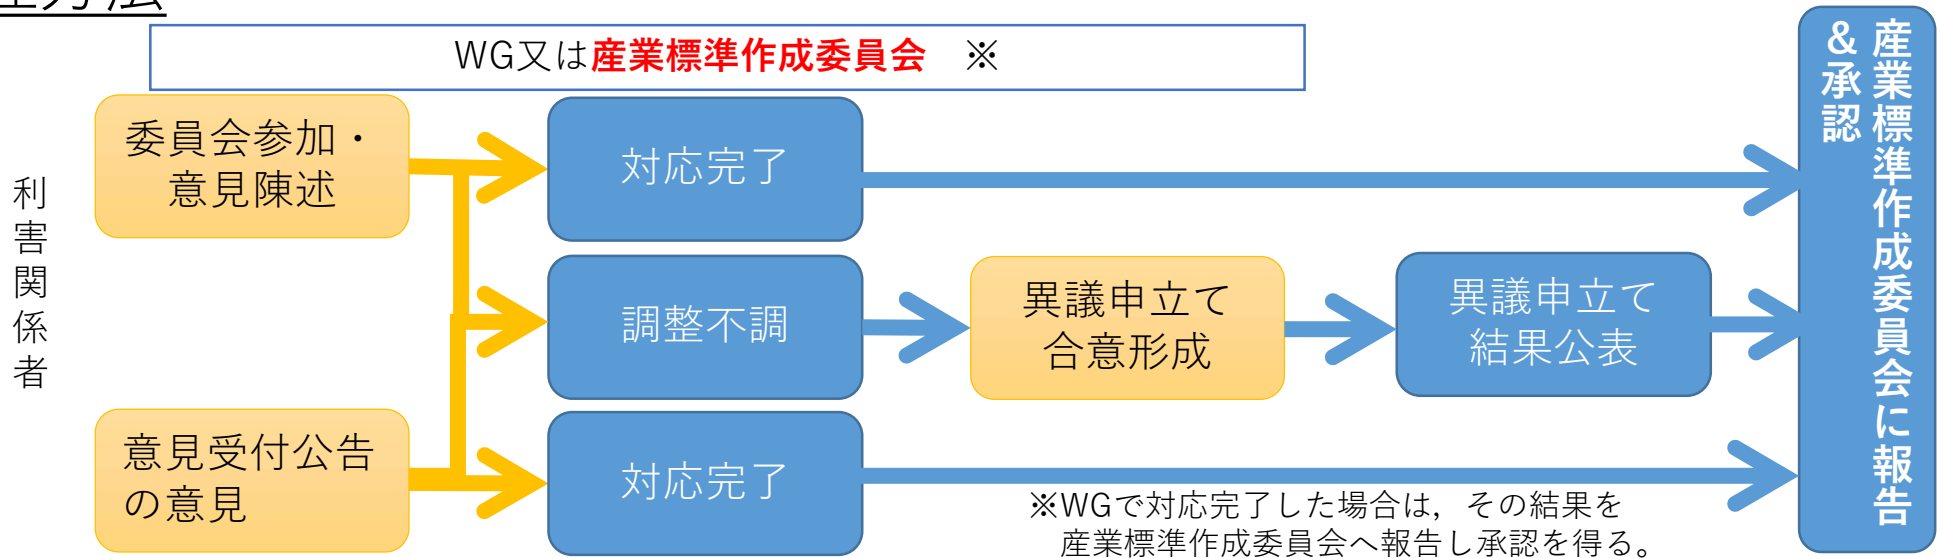 方法
WG又は産業標準作成委員会 ※
利害関係者
委員会参加・
意見陳述
対応完了
調整不調
異議申立て
合意形成
異議申立て
結果公表
意見受付公告
の意見
対応完了
産業標準作成委員会に報告
&承認
※WGで対応完了した場合は,その結果を
産業標準作成委員会へ報告し承認を得る。